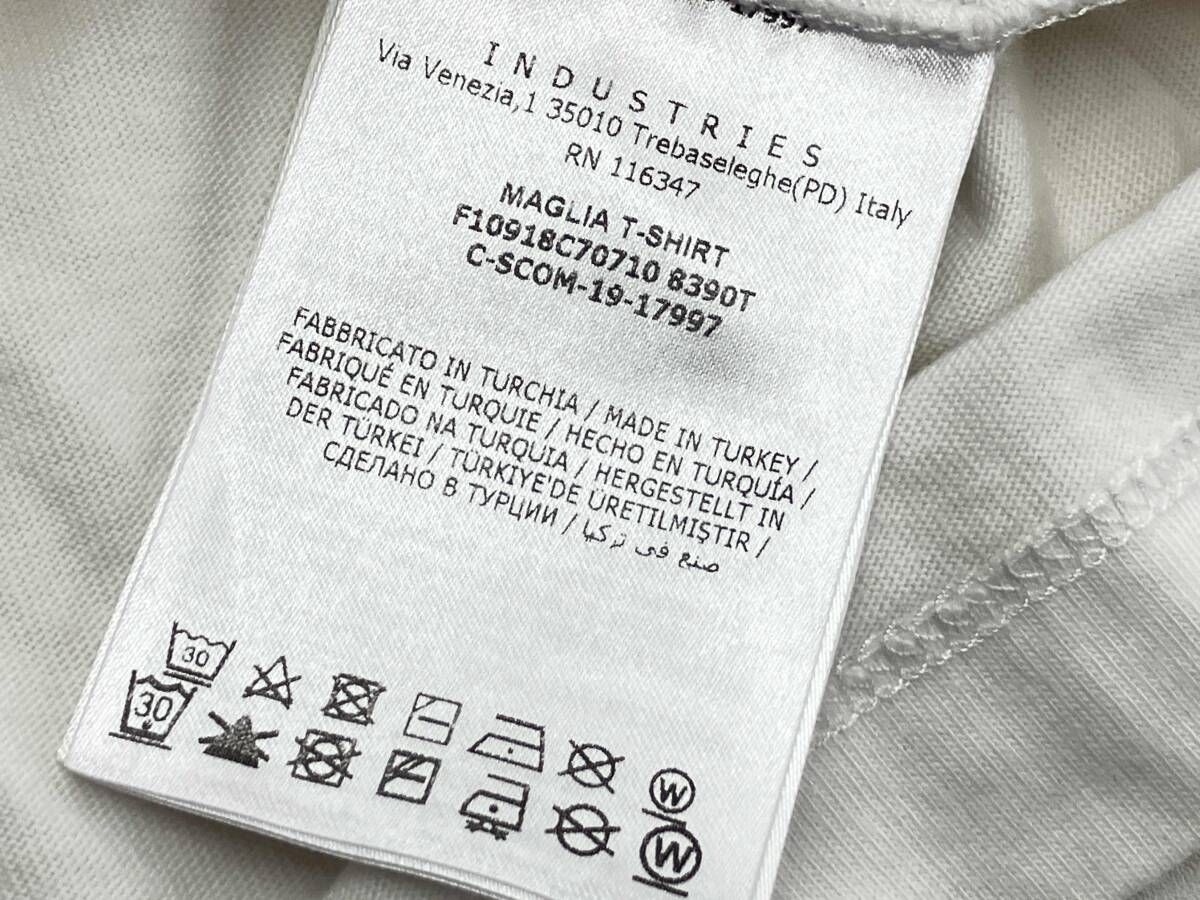 17997
INDUSTRIES
Via Venezia,1 35010 Trebaseleghe(PD) Italy
RN 116347
MAGLIA T-SHIRT
F10918C70710 8390T
C-SCOM-19-17997
FABBRICATO IN TURCHIA / MADE IN TURKEY /
FABRIQUÉ EN TURQUIE / HECHO EN TURQUÍA /
FABRICADO NA TURQUIA / HERGESTELLT IN
DER TÜRKEI / TÜRKIYE'DE ÜRETILMIŞTIR /
СДЕЛАНО В ТУРЦИИ / صنع في تركيا
30
W
30
W